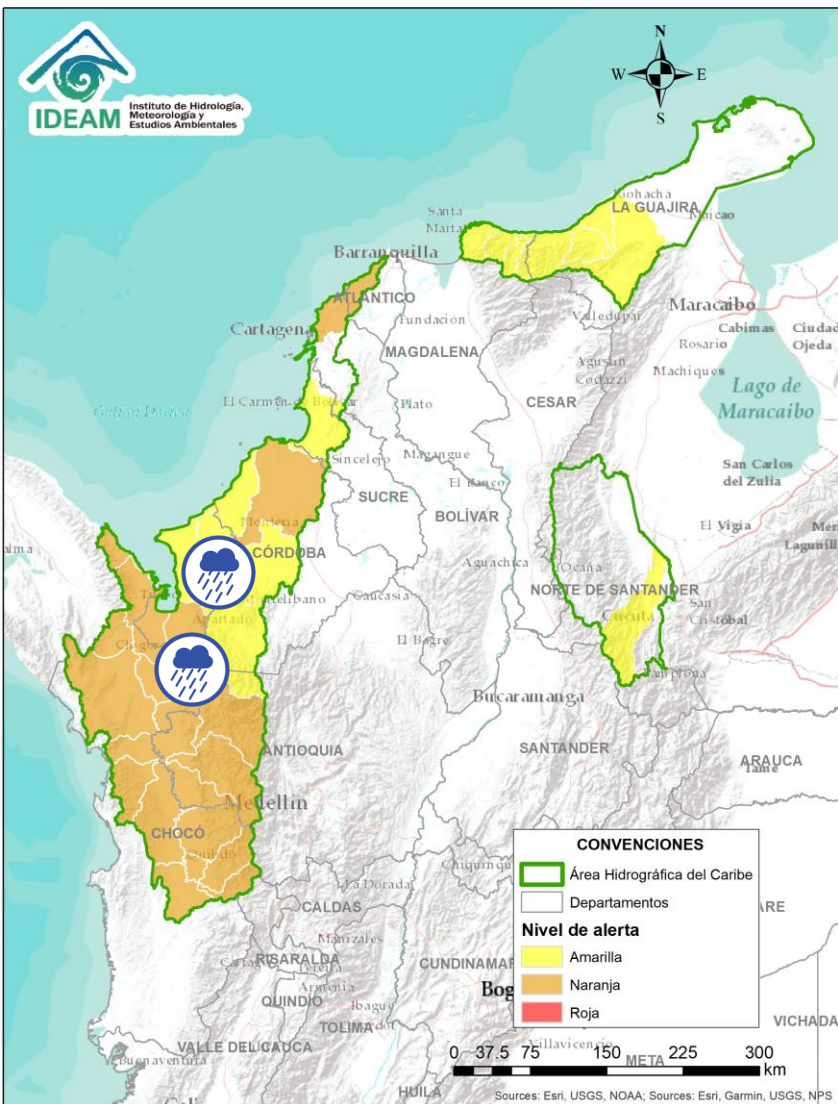 IDEAM
Instituto de Hidrología,
Meteorología y
Estudios Ambientales
N
W
E
S
Riohacha
LA GUAJIRA
Maicao
Santa
Marta
Barranquilla
ATLÁNTICO
Maracaibo
Cartagena
Fundación
Valledupar
Cabimas
Ciudad
Ojeda
Rosario
MAGDALENA
Machiques
Agustín
Codazzi
Lago de
Maracaibo
El Carmen de Bolívar
Plato
CESAR
Sincelejo
Magangué
San Carlos
del Zulia
El Banco
SUCRE
BOLÍVAR
Montería
El Vigía
CÓRDOBA
Aguachica
Ocaña
NORTE DE SANTANDER
Caucasia
Apartadó
Cúcuta
San
Cristóbal
El Bagre
Pamplona
Bucaramanga
ANTIOQUIA
SANTANDER
ARAUCA
Tame
Medellín
CHOCÓ
Quibdó
La Dorada
CALDAS
Manizales
RISARALDA
Pereira
Armenia
QUINDÍO
Ibagué
TOLIMA
VALLE DEL CAUCA
Buenaventura
HUILA
Villavicencio
META
VICHADA
CONVENCIONES
Área Hidrográfica del Caribe
Departamentos
Nivel de alerta
Amarilla
Naranja
Roja
0 37.5 75 150 225 300
km
Sources: Esri, USGS, NOAA; Sources: Esri, Garmin, USGS, NPS